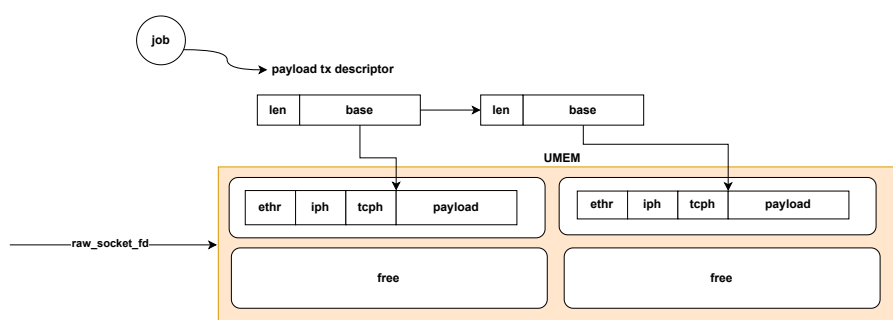 job
payload tx descriptor
len base len base
UMEM
ethr iph tcph payload ethr iph tcph payload
raw_socket_fd
free free